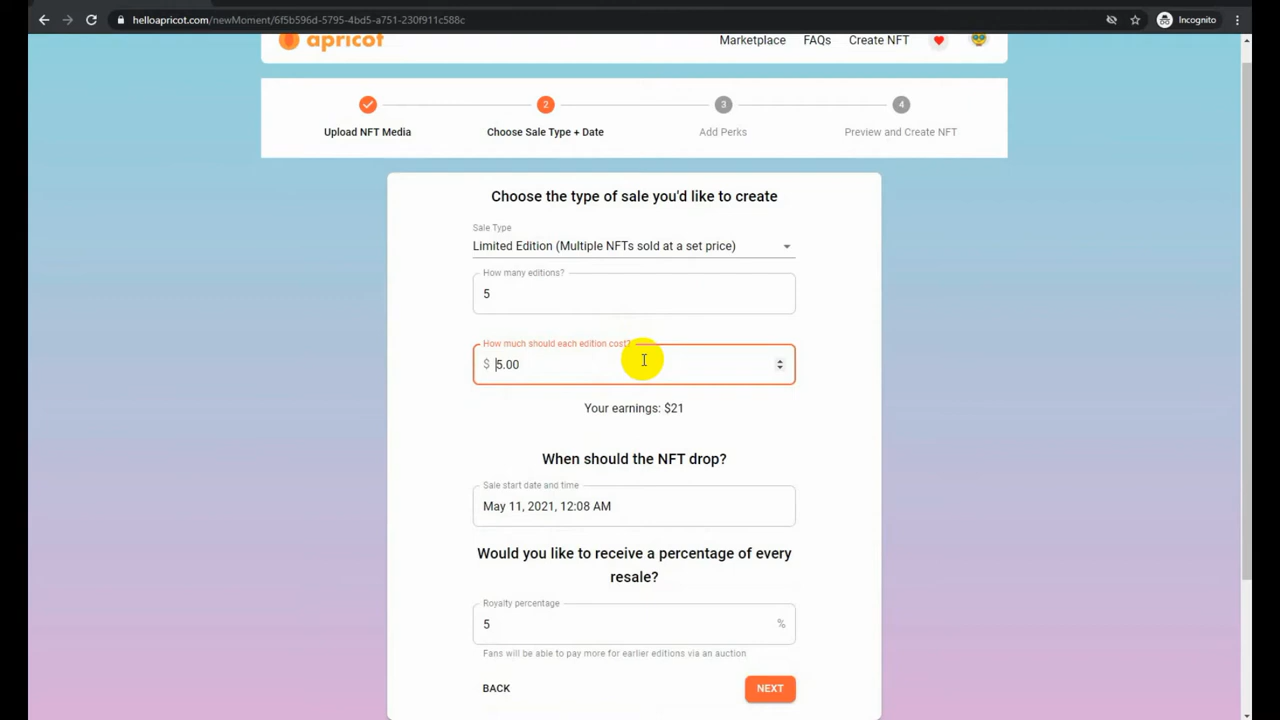 helloapricot.com/newMoment/6f5b596d-5795-4bd5-a751-230f911c588c
Incognito
apricot
Marketplace
FAQs
Create NFT
2
3
4
Upload NFT Media
Choose Sale Type + Date
Add Perks
Preview and Create NFT
Choose the type of sale you'd like to create
Sale Type
Limited Edition (Multiple NFTs sold at a set price)
How many editions?
5
How much should each edition cost?
$ 5.00
Your earnings: $21
When should the NFT drop?
Sale start date and time
May 11, 2021, 12:08 AM
Would you like to receive a percentage of every
resale?
Royalty percentage
5 %
Fans will be able to pay more for earlier editions via an auction
BACK
NEXT